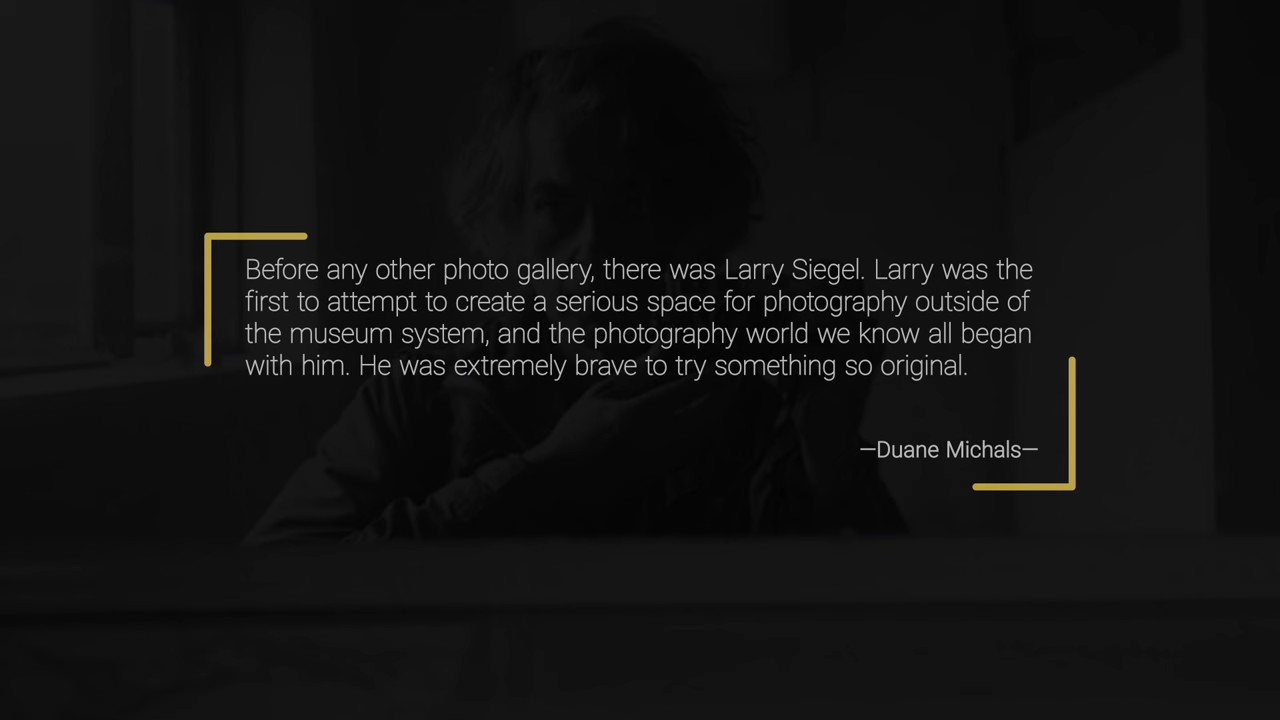 Before any other photo gallery, there was Larry Siegel. Larry was the
first to attempt to create a serious space for photography outside of
the museum system, and the photography world we know all began
with him. He was extremely brave to try something so original.
—Duane Michals—